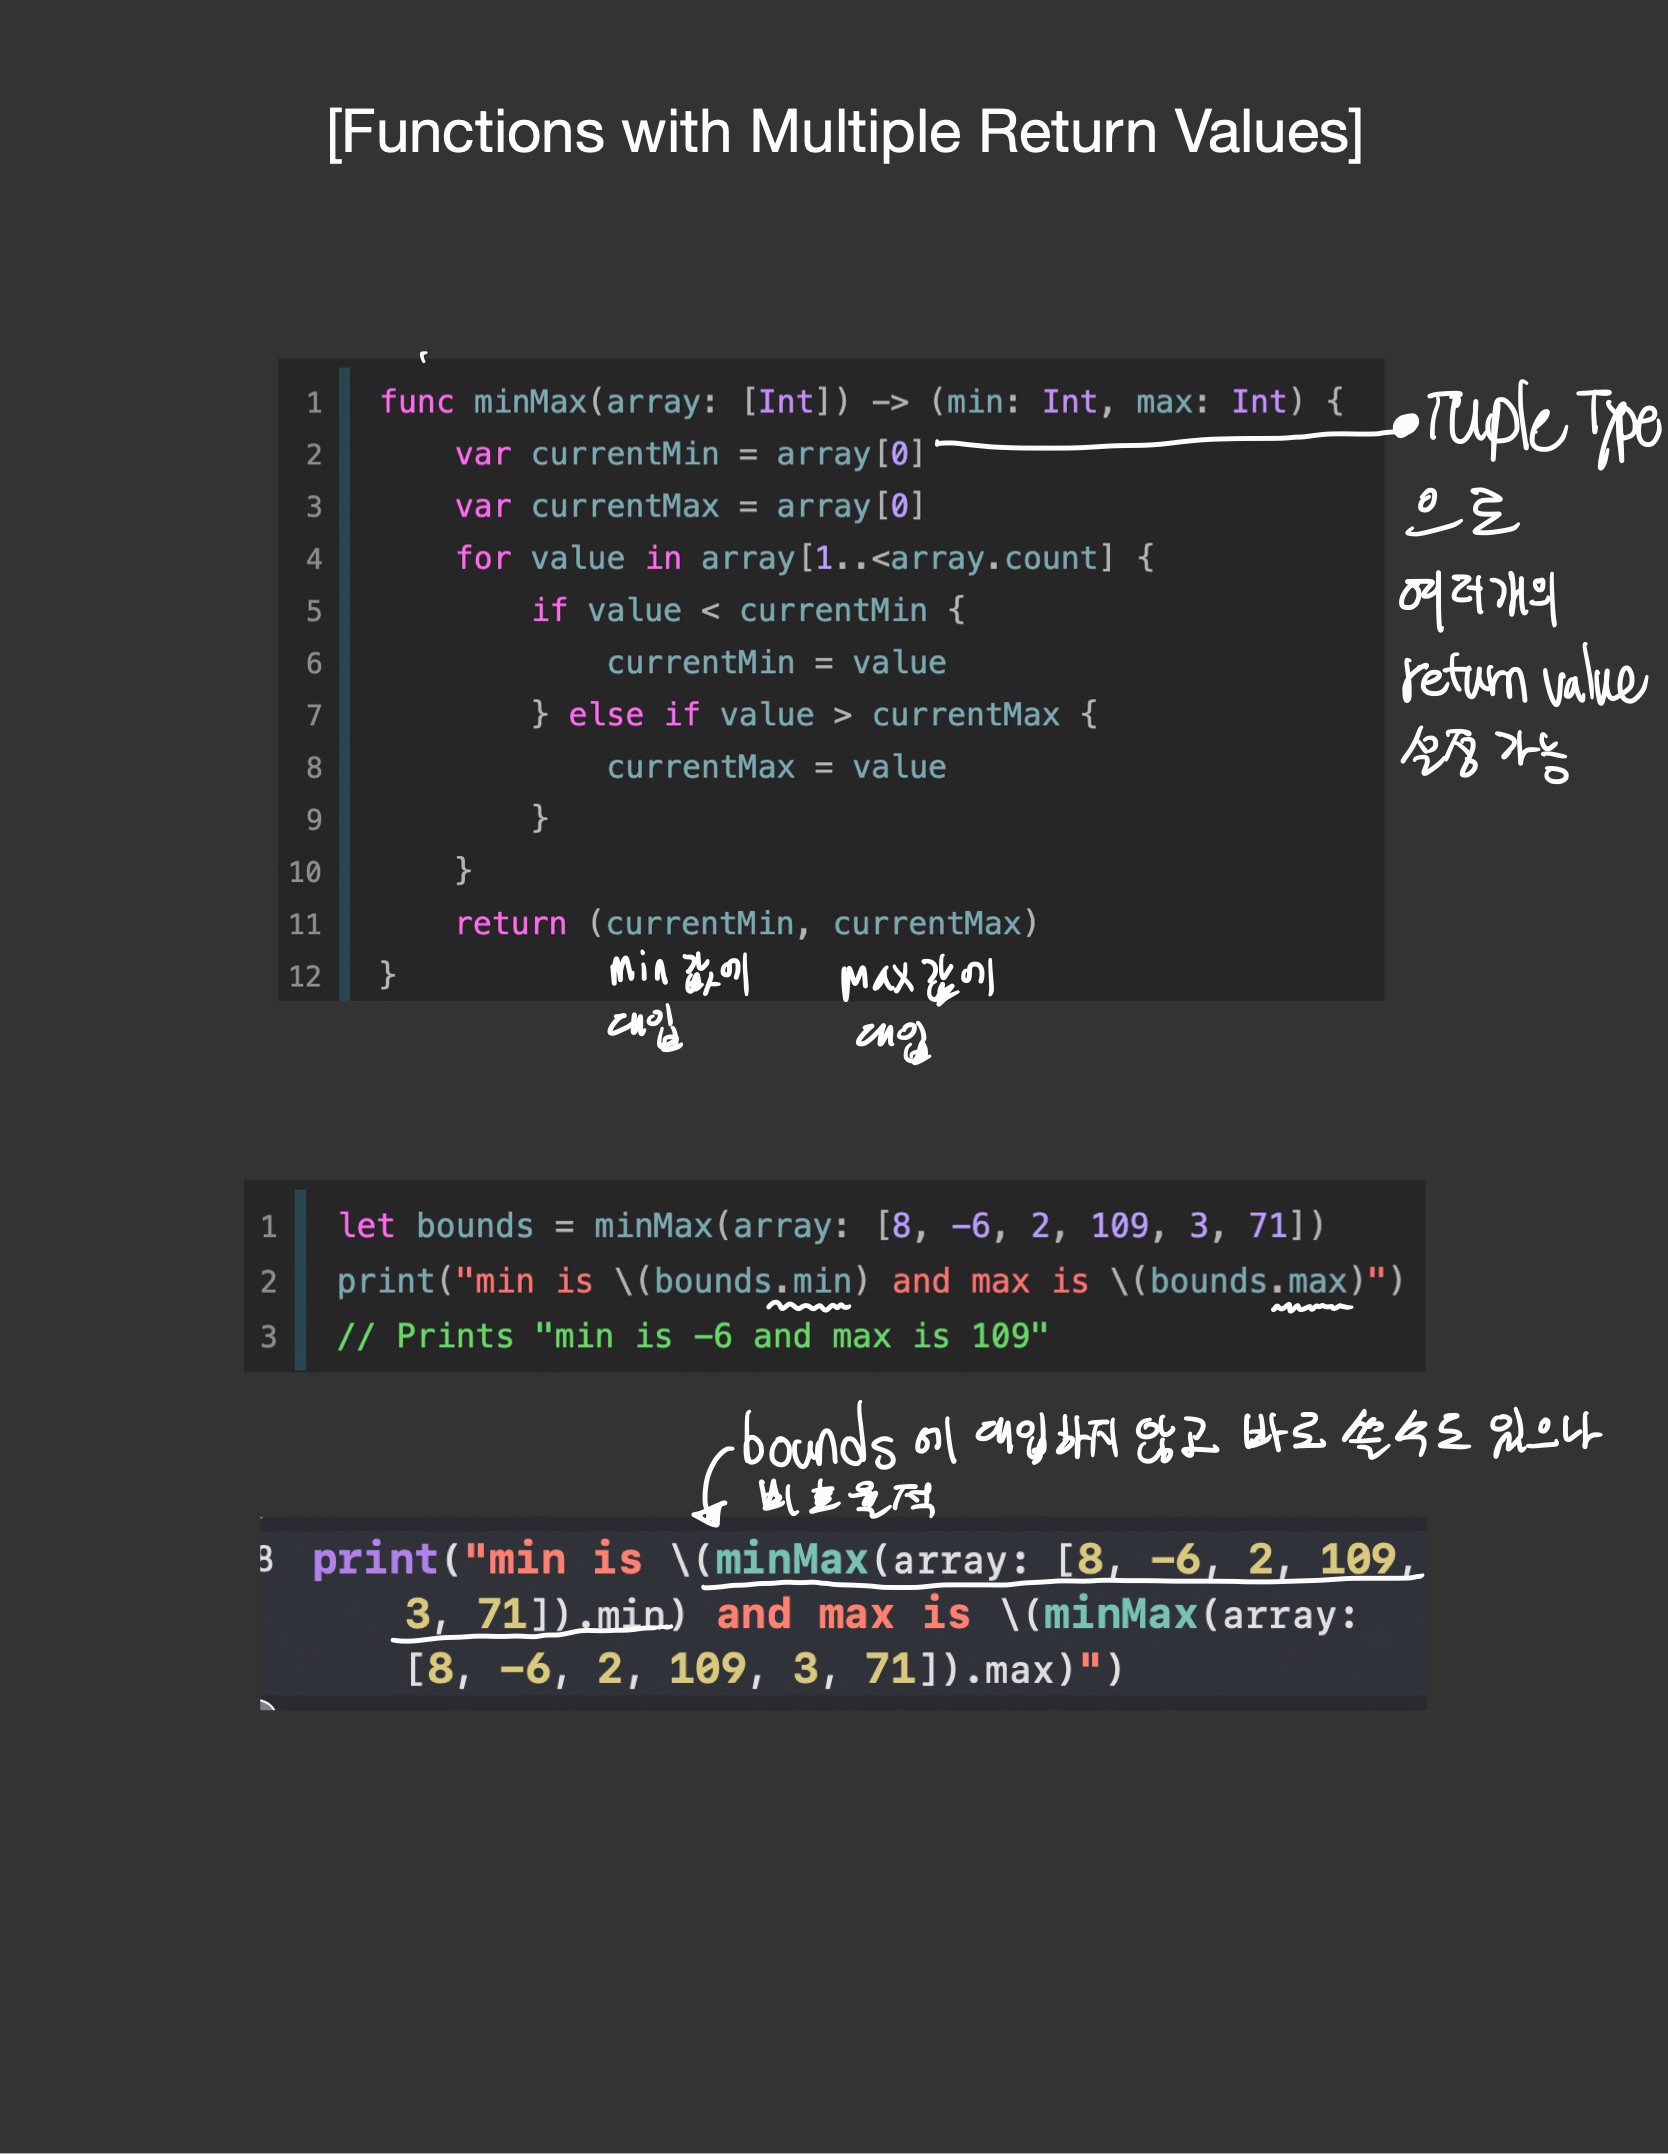 [Functions with Multiple Return Values]
1 func minMax(array: [Int]) -> (min: Int, max: Int) {
2 var currentMin = array[0]
3 var currentMax = array[0]
4 for value in array[1..<array.count] {
5 if value < currentMin {
6 currentMin = value
7 } else if value > currentMax {
8 currentMax = value
9 }
10 }
11 return (currentMin, currentMax)
12 }
Tuple Type
으로
여러개의
return value
설정 가능
min 값에
대입
max 값에
대입
1 let bounds = minMax(array: [8, -6, 2, 109, 3, 71])
2 print("min is \(bounds.min) and max is \(bounds.max)")
3 // Prints "min is -6 and max is 109"
bounds에 대입하지 않고 바로 쓸 수도 있으나
비효율적
8 print("min is \(minMax(array: [8, -6, 2, 109,
3, 71]).min) and max is \(minMax(array:
[8, -6, 2, 109, 3, 71]).max)")